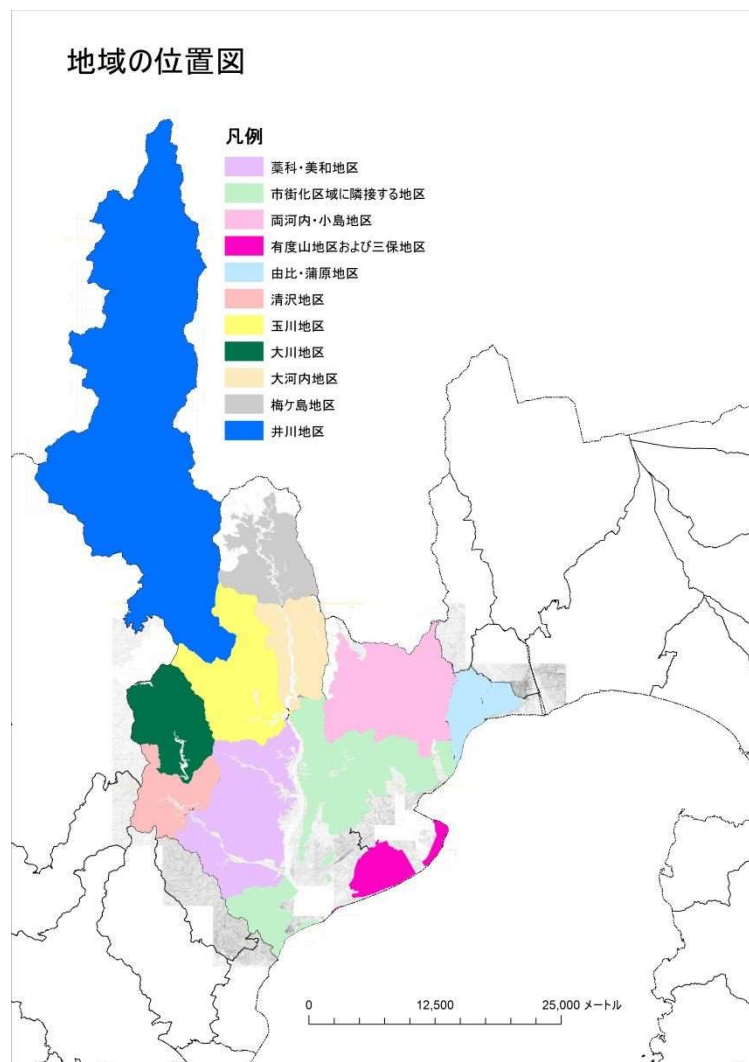 地域の位置図
凡例
藁科・美和地区
市街化区域に隣接する地区
両河内・小島地区
有度山地区および三保地区
由比・蒲原地区
清沢地区
玉川地区
大川地区
大河内地区
梅ケ島地区
井川地区
0 12,500 25,000 メートル